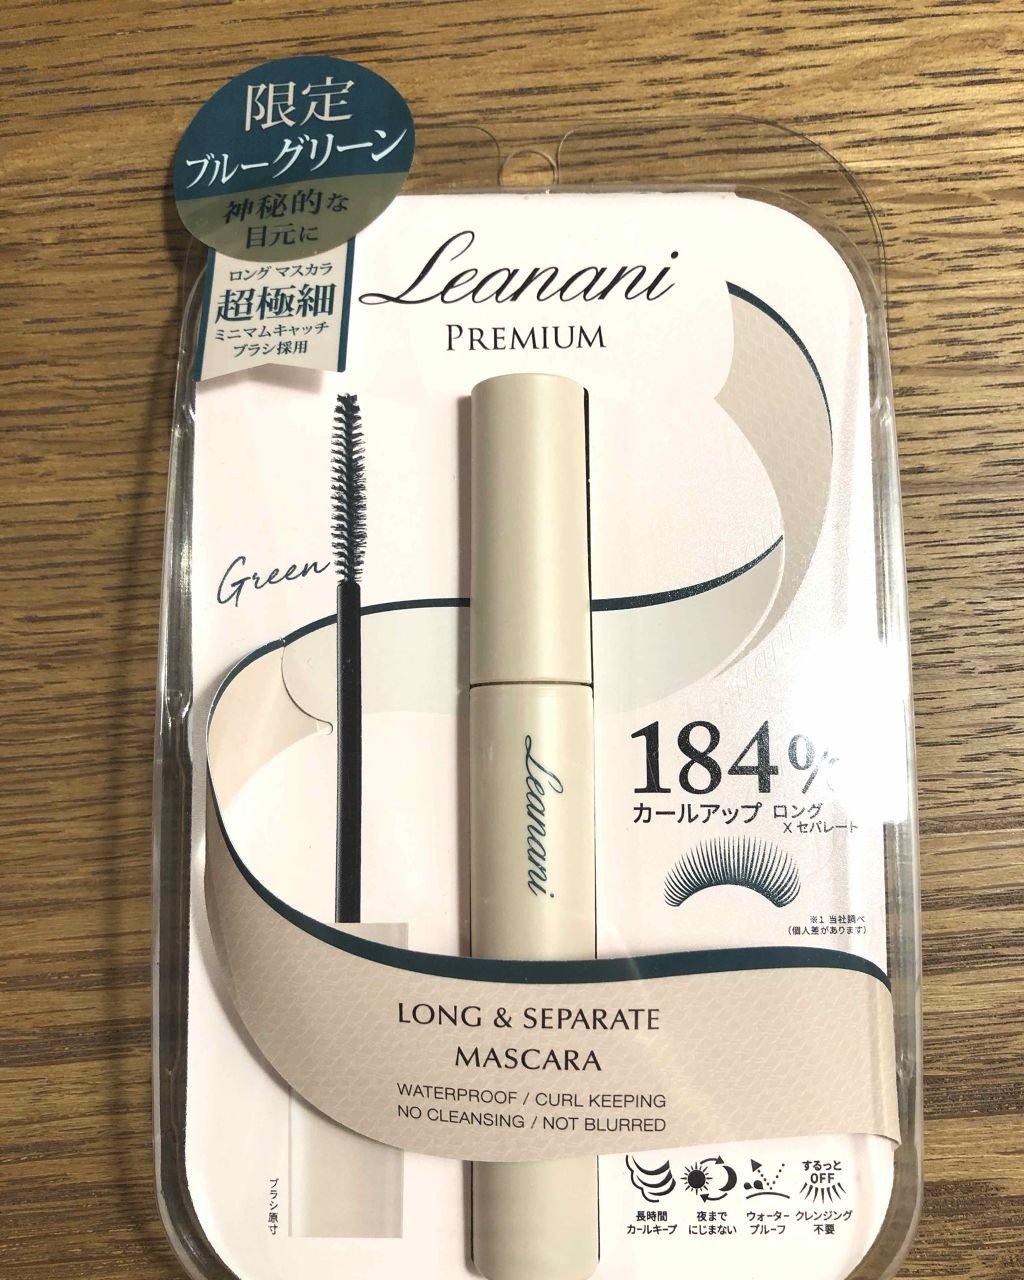 限定
ブルーグリーン
神秘的な
目元に
ロング マスカラ
超極細
ミニマムキャッチ
ブラシ採用
Leanani
PREMIUM
Green
Leanani
184%
カールアップ ロング
×セパレート
※1 当社調べ
(個人差があります)
LONG & SEPARATE
MASCARA
WATERPROOF / CURL KEEPING
NO CLEANSING / NOT BLURRED
ブラシ原寸
長時間
カールキープ
夜まで
にじまない
ウォーター
プルーフ
するっと
OFF
クレンジング
不要